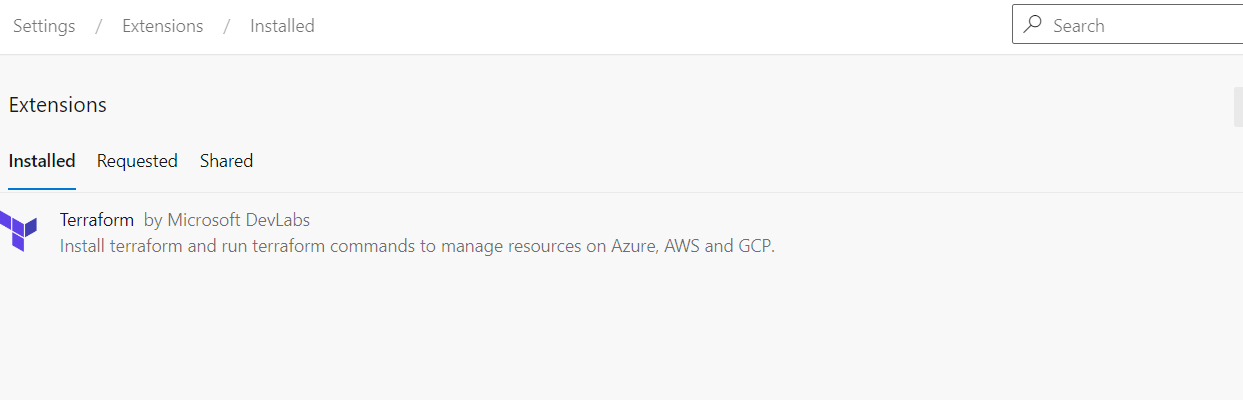 Settings / Extensions / Installed
Search
Extensions
Installed Requested Shared
Terraform by Microsoft DevLabs
Install terraform and run terraform commands to manage resources on Azure, AWS and GCP.